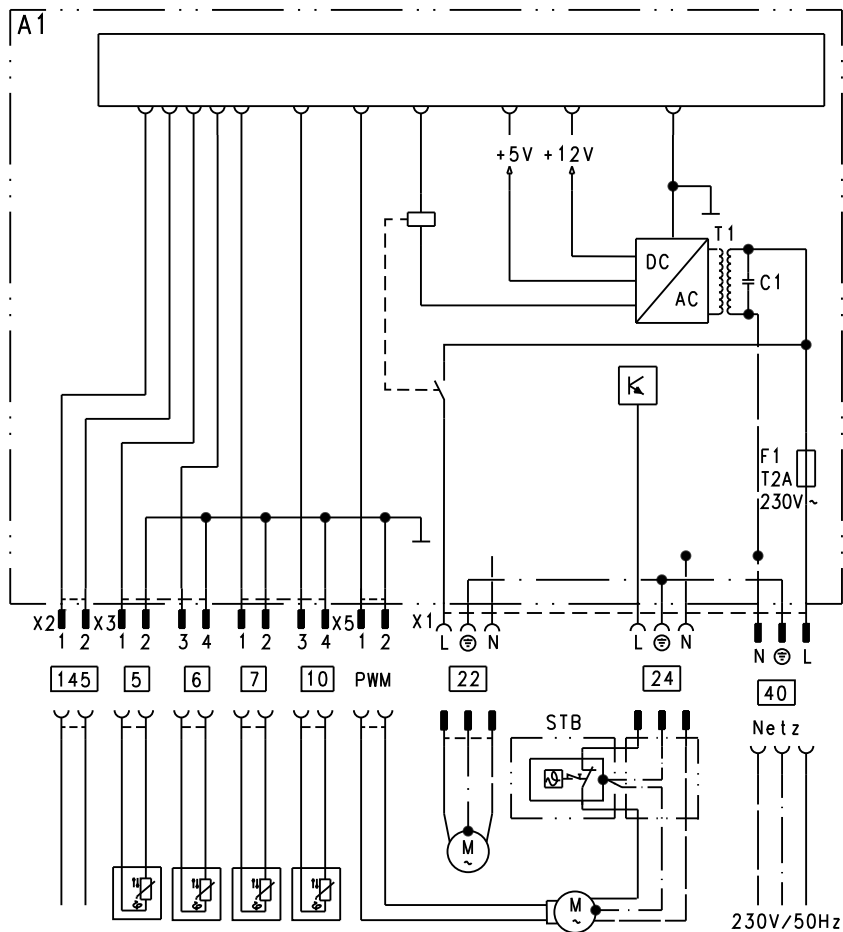 A1
+5V +12V
T1
DC
AC
C1
F1
T2A
230V~
X2 X3 X5 X1
1 2 1 2 3 4 1 2 3 4 1 2
L N L N N L
145 5 6 7 10 PWM 22 24 40
Netz
STB
M
~
M
~
230V/50Hz